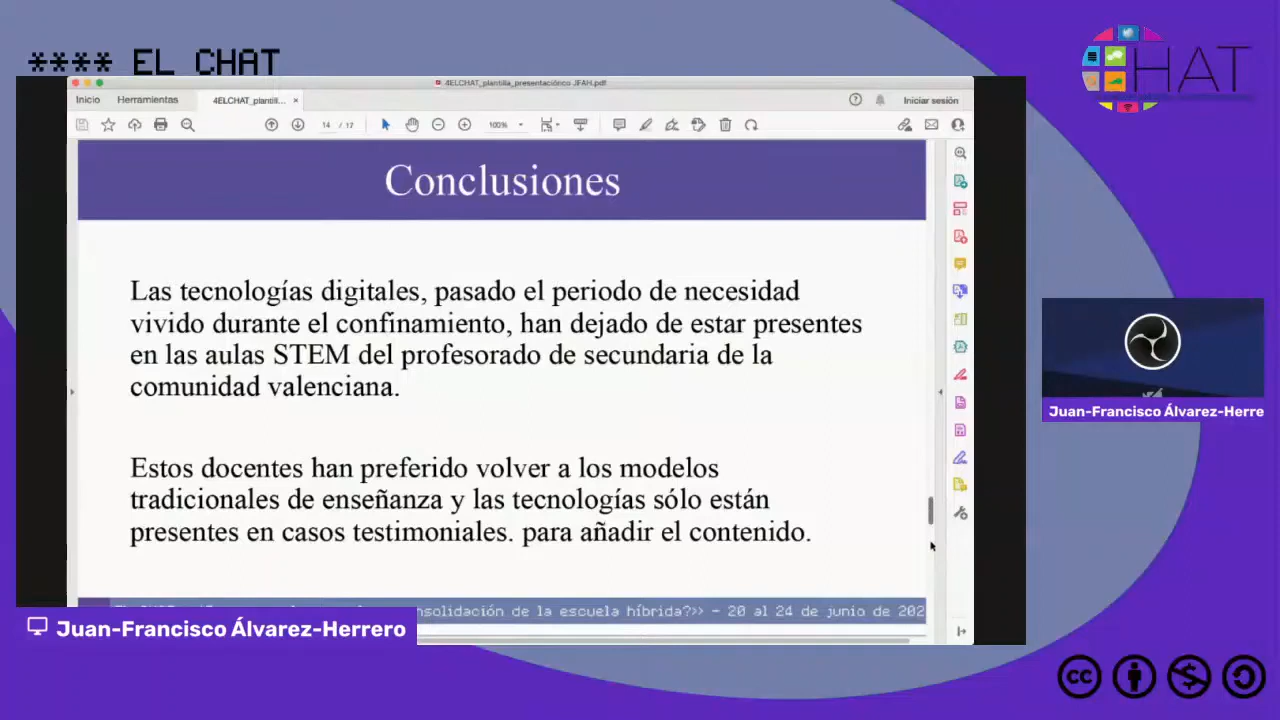 **** EL CHAT
HAT
4ELCHAT_plantilla_presentaciónico JFAH.pdf
Inicio
Herramientas
4ELCHAT_plantill...
×
Iniciar sesión
14 / 17
100%
Conclusiones
Las tecnologías digitales, pasado el periodo de necesidad
vivido durante el confinamiento, han dejado de estar presentes
en las aulas STEM del profesorado de secundaria de la
comunidad valenciana.
Estos docentes han preferido volver a los modelos
tradicionales de enseñanza y las tecnologías sólo están
presentes en casos testimoniales. para añadir el contenido.
nsolidación de la escuela híbrida?>> - 20 al 24 de junio de 202
Juan-Francisco Álvarez-Herre
Juan-Francisco Álvarez-Herrero
cc